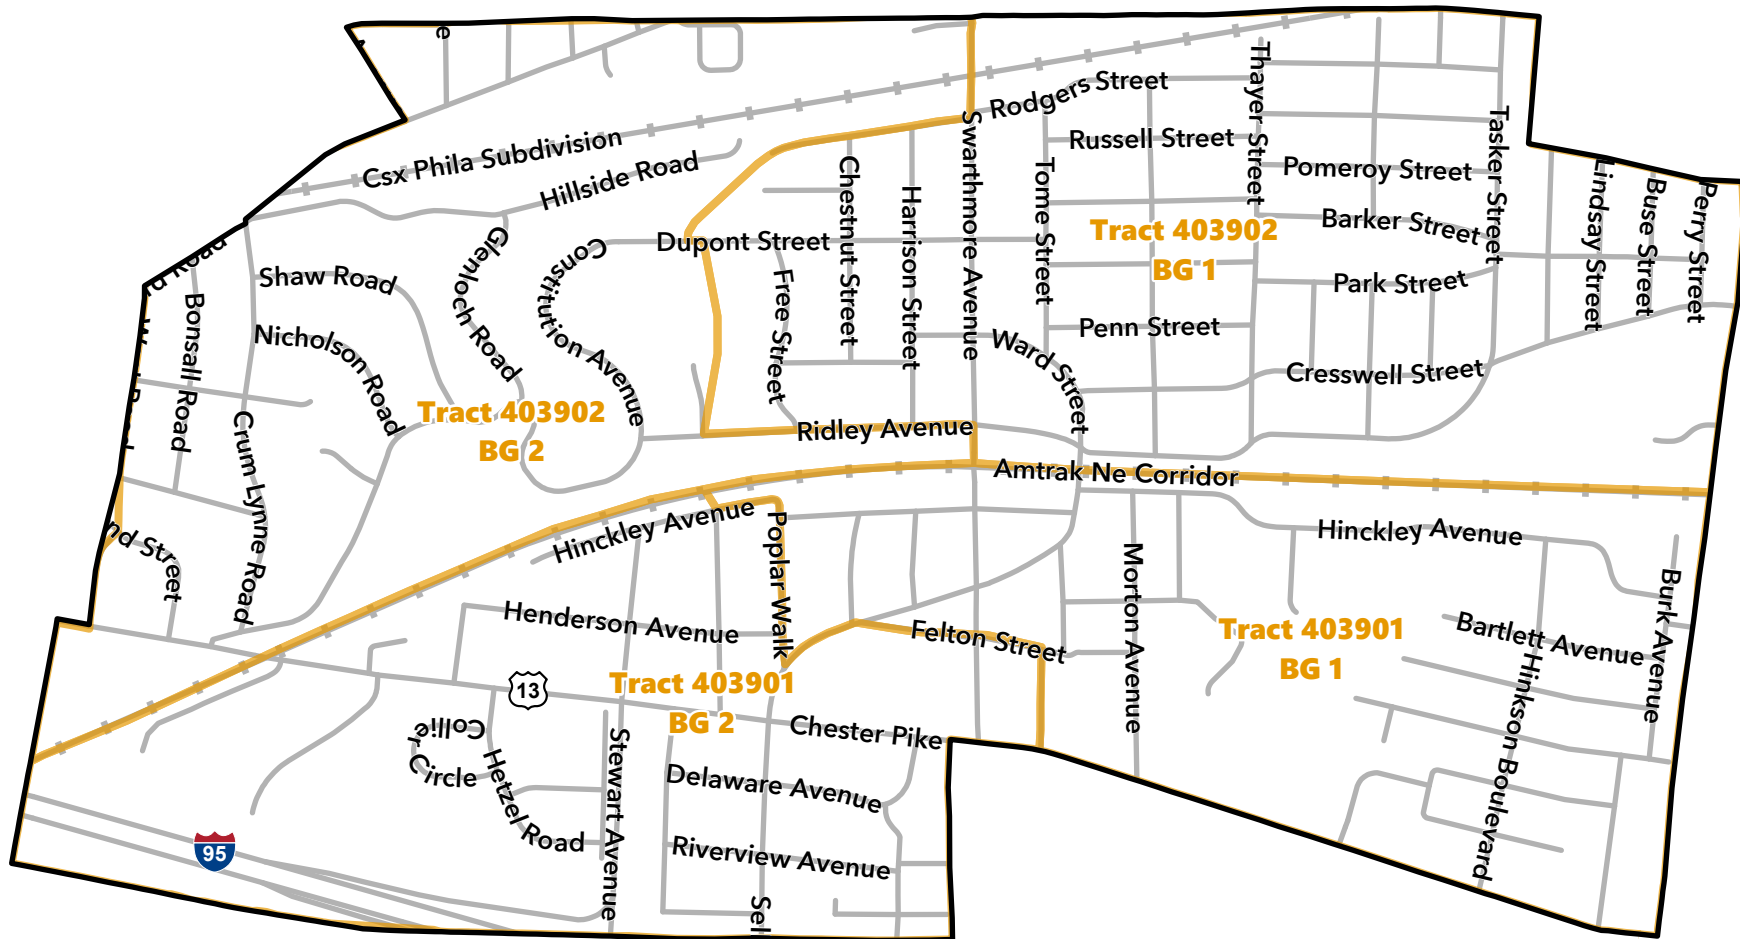 Csx Phila Subdivision
Hillside Road
Rodgers Street
Russell Street
Thayer Street
Tasker Street
Pomeroy Street
Barker Street
Park Street
Penn Street
Cresswell Street
Lindsay Street
Buse Street
Perry Street
Swarthmore Avenue
Tome Street
Ward Street
Chestnut Street
Harrison Street
Dupont Street
Free Street
Constitution Avenue
Glenloch Road
Shaw Road
Nicholson Road
Bonsall Road
Crum Lynne Road
nd Street
Tract 403902
BG 1
Tract 403902
BG 2
Ridley Avenue
Amtrak Ne Corridor
Hinckley Avenue
Hinckley Avenue
Poplar Walk
Henderson Avenue
Felton Street
Morton Avenue
Burk Avenue
Bartlett Avenue
Hinkson Boulevard
Tract 403901
BG 1
Tract 403901
BG 2
13
Chester Pike
Collier Circle
Hetzel Road
Stewart Avenue
Delaware Avenue
Riverview Avenue
Sel
95